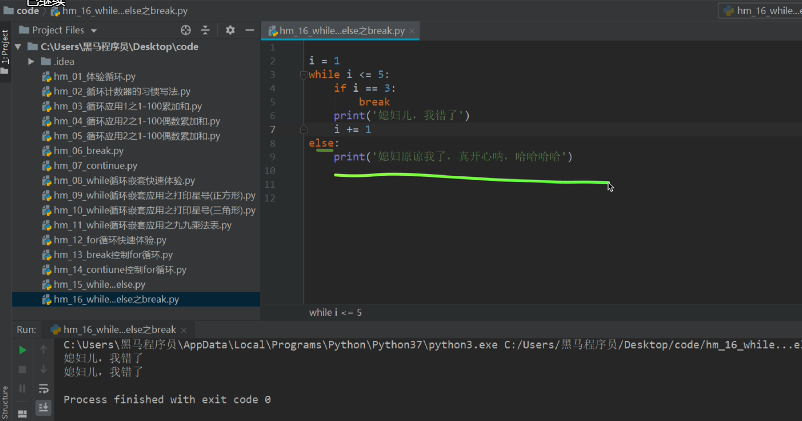 已继续
code
hm_16_while...else之break.py
hm_16_while...e
1: Project
Project Files
hm_16_while...else之break.py
C:\Users\黑马程序员\Desktop\code
.idea
hm_01_体验循环.py
hm_02_循环计数器的习惯写法.py
hm_03_循环应用1之1-100累加和.py
hm_04_循环应用2之1-100偶数累加和.py
hm_05_循环应用2之1-100偶数累加和.py
hm_06_break.py
hm_07_continue.py
hm_08_while循环嵌套快速体验.py
hm_09_while循环嵌套应用之打印星号(正方形).py
hm_10_while循环嵌套应用之打印星号(三角形).py
hm_11_while循环嵌套应用之九九乘法表.py
hm_12_for循环快速体验.py
hm_13_break控制for循环.py
hm_14_contiune控制for循环.py
hm_15_while...else.py
hm_16_while...else之break.py
1
2 i = 1
3 while i <= 5:
4 if i == 3:
5 break
6 print('媳妇儿，我错了')
7 i += 1
8 else:
9 print('媳妇原谅我了，真开心呐，哈哈哈哈')
10
11
12
while i <= 5
Run: hm_16_while...else之break
C:\Users\黑马程序员\AppData\Local\Programs\Python\Python37\python3.exe C:/Users/黑马程序员/Desktop/code/hm_16_while...el
媳妇儿，我错了
媳妇儿，我错了
Process finished with exit code 0
Structure